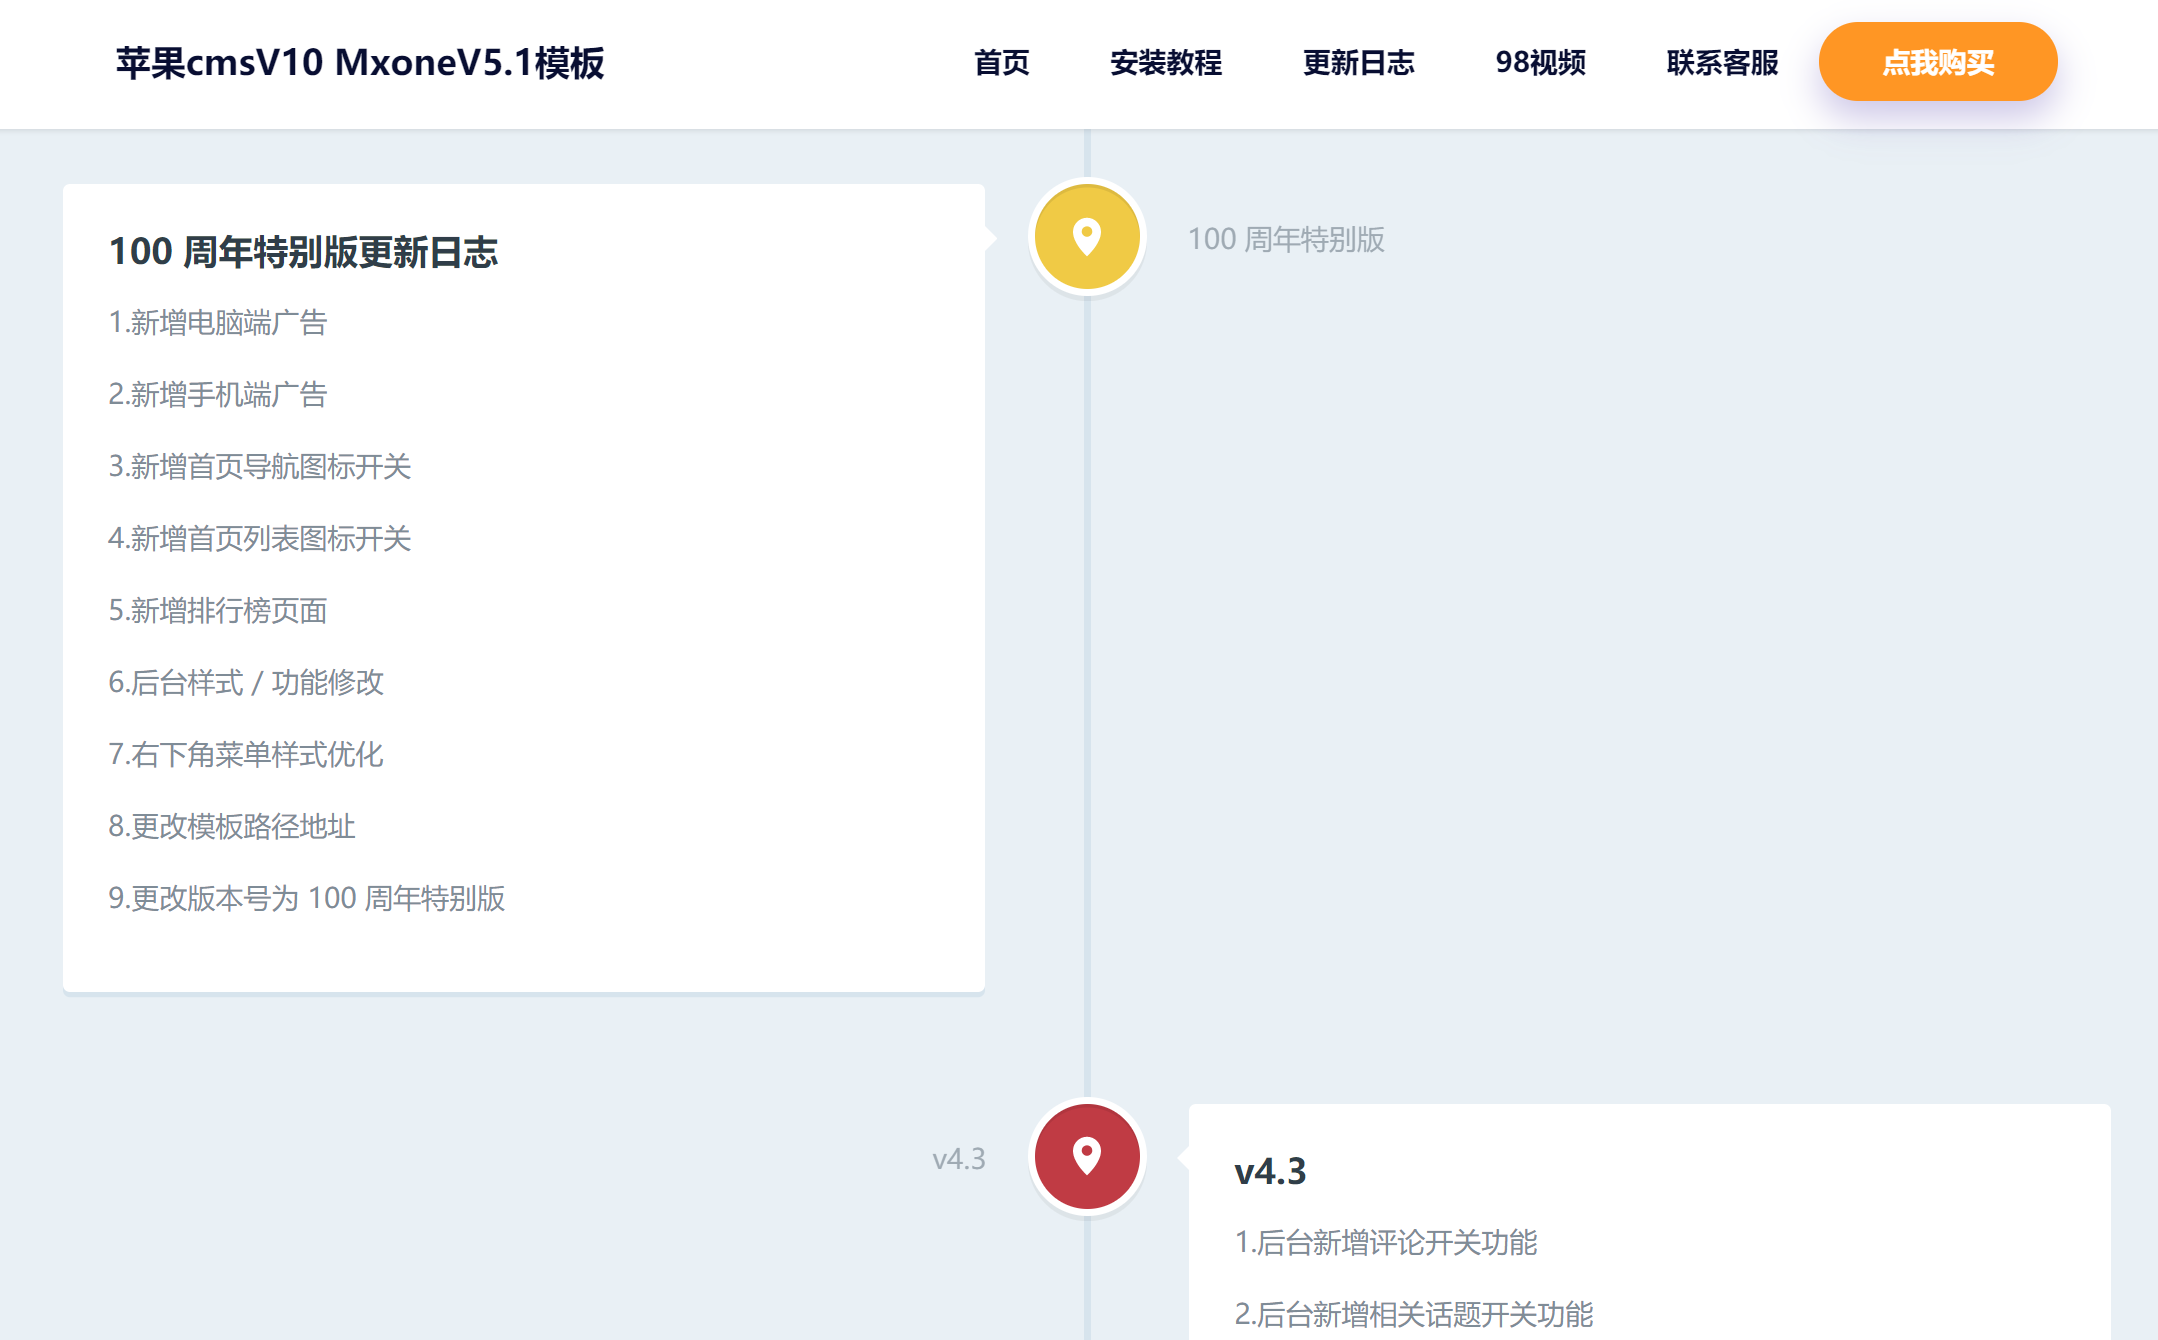 苹果cmsV10 MxoneV5.1模板
首页
安装教程
更新日志
98视频
联系客服
点我购买
100 周年特别版更新日志
1.新增电脑端广告
2.新增手机端广告
3.新增首页导航图标开关
4.新增首页列表图标开关
5.新增排行榜页面
6.后台样式 / 功能修改
7.右下角菜单样式优化
8.更改模板路径地址
9.更改版本号为 100 周年特别版
100 周年特别版
v4.3
v4.3
1.后台新增评论开关功能
2.后台新增相关话题开关功能